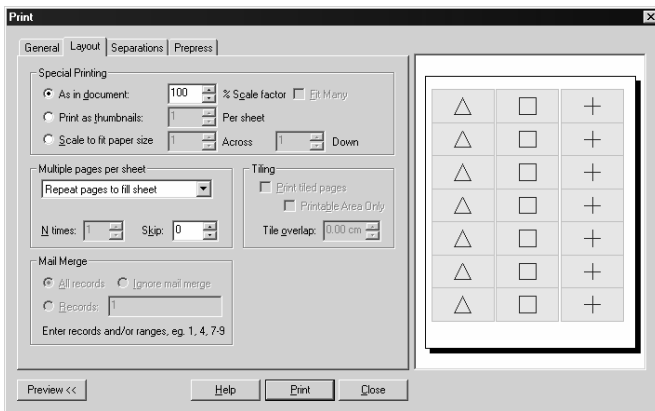 Print
General Layout Separations Prepress
Special Printing
As in document: 100 % Scale factor Fit Many
Print as thumbnails: 1 Per sheet
Scale to fit paper size 1 Across 1 Down
Multiple pages per sheet
Repeat pages to fill sheet
N times: 1 Skip: 0
Tiling
Print tiled pages
Printable Area Only
Tile overlap: 0.00 cm
Mail Merge
All records Ignore mail merge
Records: 1
Enter records and/or ranges, eg. 1, 4, 7-9
Preview << Help Print Close